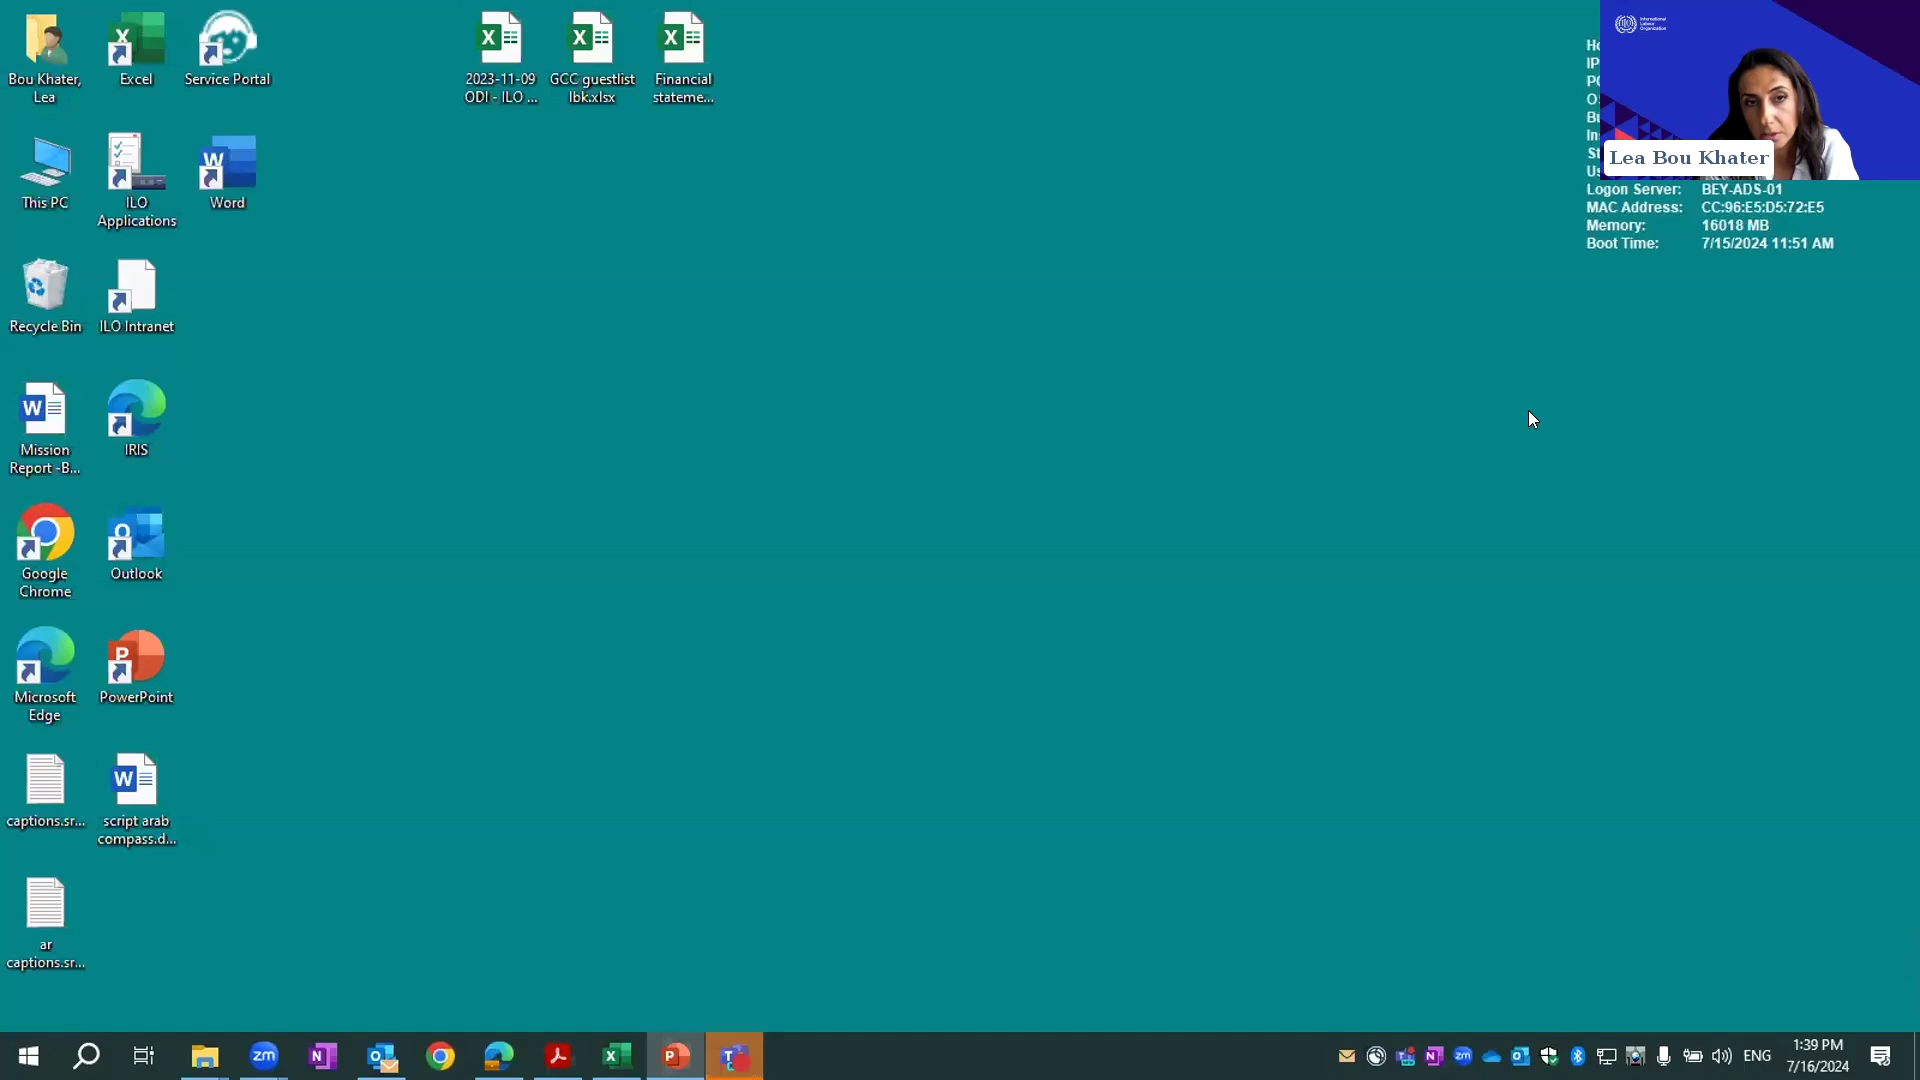 Bou Khater,
Lea
Excel
Service Portal
2023-11-09
ODI - ILO ...
GCC guestlist
lbk.xlsx
Financial
stateme...
International
Labour
Organization
Lea Bou Khater
Logon Server: BEY-ADS-01
MAC Address: CC:96:E5:D5:72:E5
Memory: 16018 MB
Boot Time: 7/15/2024 11:51 AM
This PC
ILO
Applications
Word
Recycle Bin
ILO Intranet
Mission
Report -B...
IRIS
Google
Chrome
Outlook
Microsoft
Edge
PowerPoint
captions.sr...
script arab
compass.d...
ar
captions.sr...
zm
ENG
1:39 PM
7/16/2024